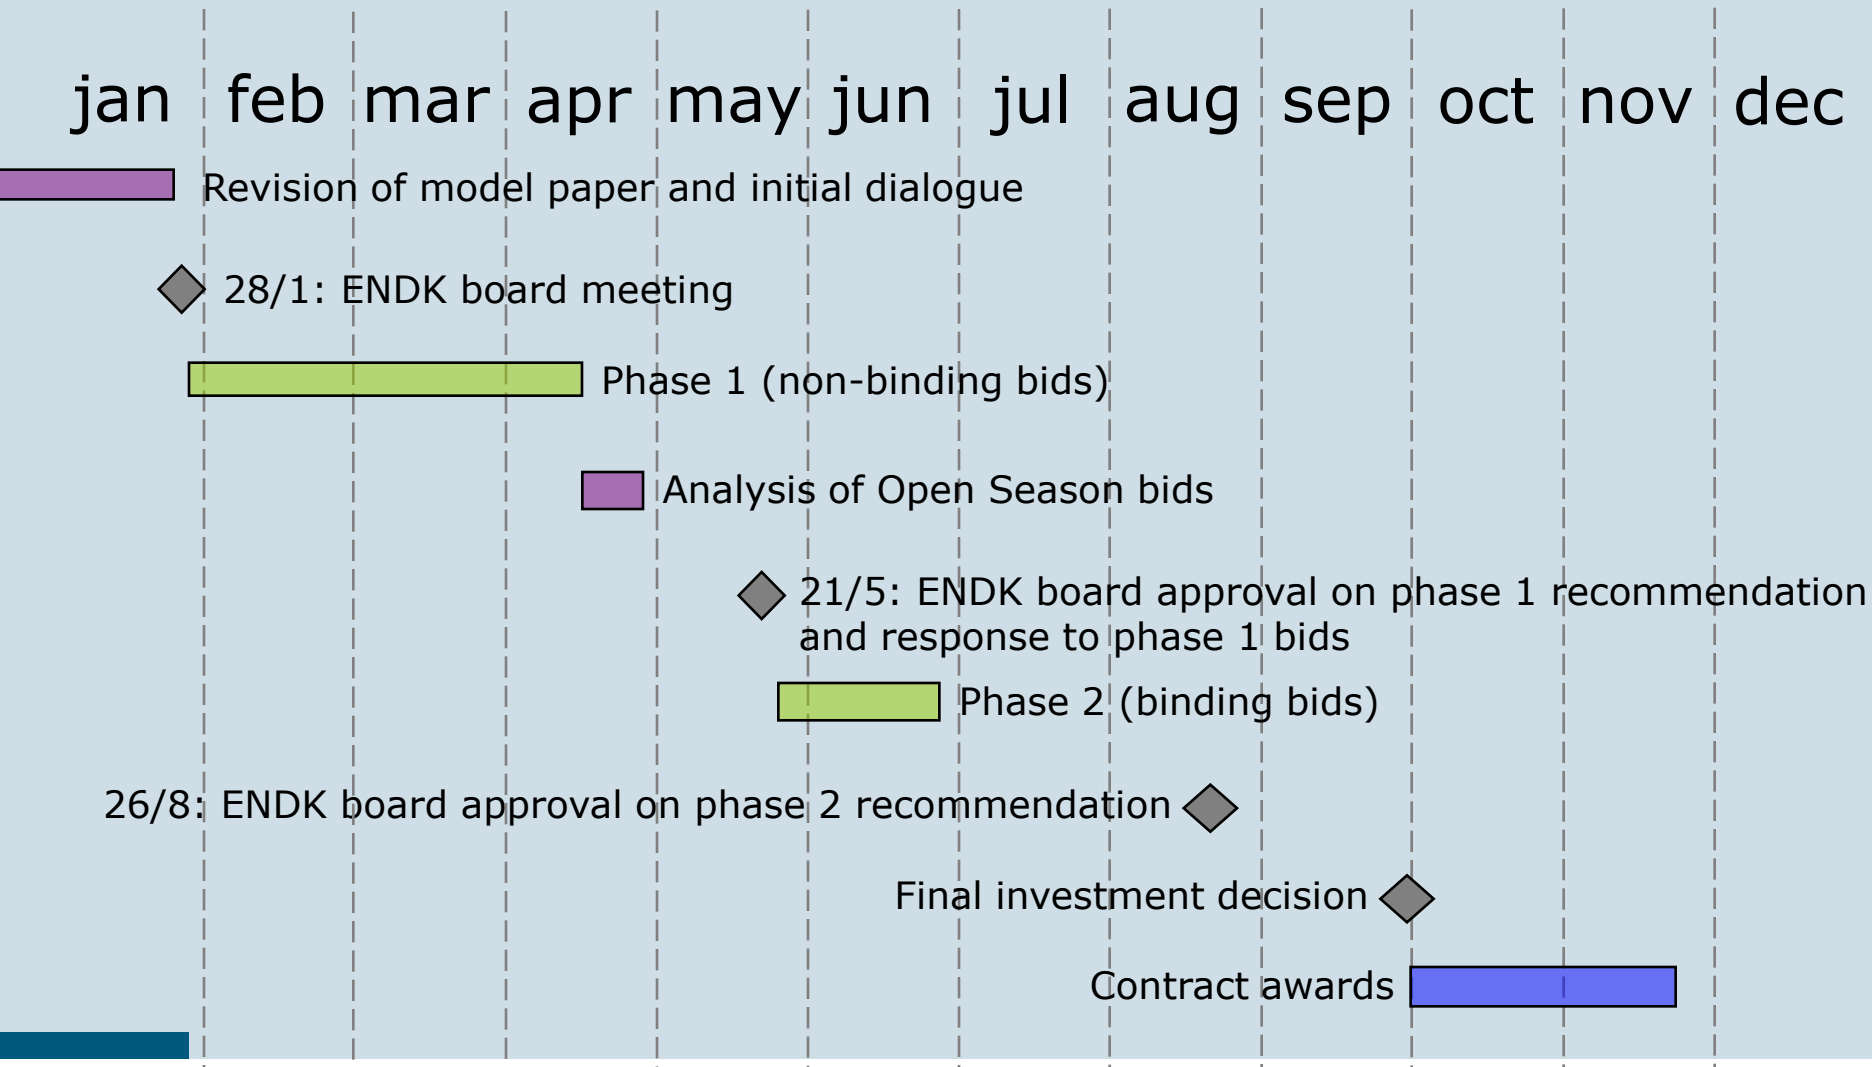 jan feb mar apr may jun jul aug sep oct nov dec
Revision of model paper and initial dialogue
28/1: ENDK board meeting
Phase 1 (non-binding bids)
Analysis of Open Season bids
21/5: ENDK board approval on phase 1 recommendation
and response to phase 1 bids
Phase 2 (binding bids)
26/8: ENDK board approval on phase 2 recommendation
Final investment decision
Contract awards